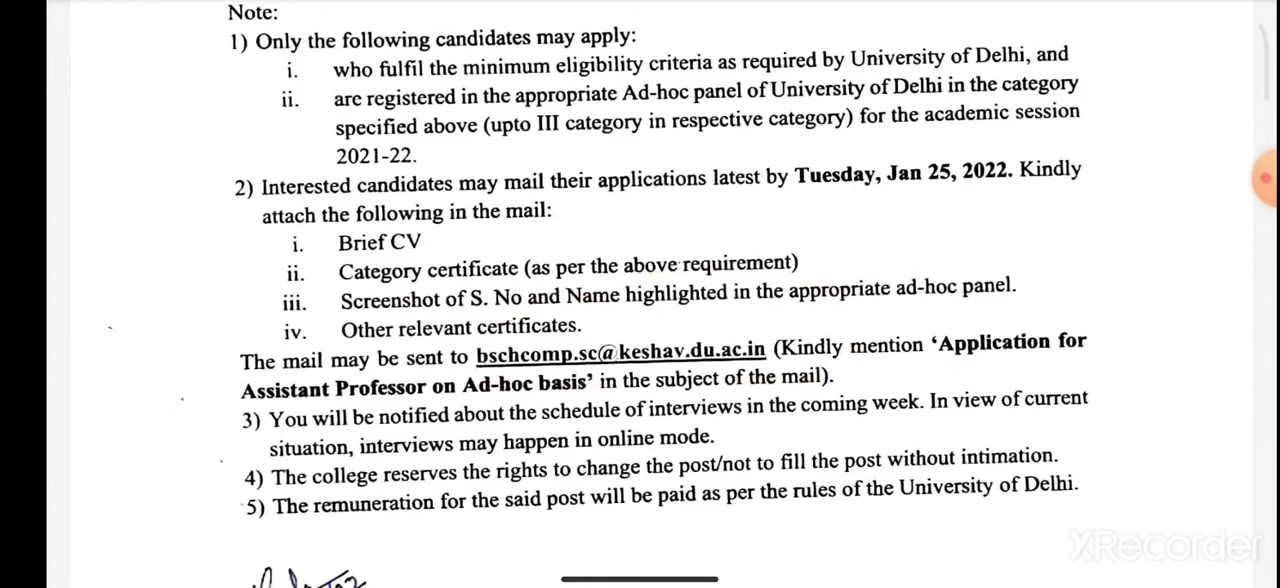 Note:
1) Only the following candidates may apply:
i. who fulfil the minimum eligibility criteria as required by University of Delhi, and
ii. are registered in the appropriate Ad-hoc panel of University of Delhi in the category
specified above (upto III category in respective category) for the academic session
2021-22.
2) Interested candidates may mail their applications latest by Tuesday, Jan 25, 2022. Kindly
attach the following in the mail:
i. Brief CV
ii. Category certificate (as per the above requirement)
iii. Screenshot of S. No and Name highlighted in the appropriate ad-hoc panel.
iv. Other relevant certificates.
The mail may be sent to bschcomp.sc@keshav.du.ac.in (Kindly mention ‘Application for
Assistant Professor on Ad-hoc basis’ in the subject of the mail).
3) You will be notified about the schedule of interviews in the coming week. In view of current
situation, interviews may happen in online mode.
4) The college reserves the rights to change the post/not to fill the post without intimation.
5) The remuneration for the said post will be paid as per the rules of the University of Delhi.
XRecorder